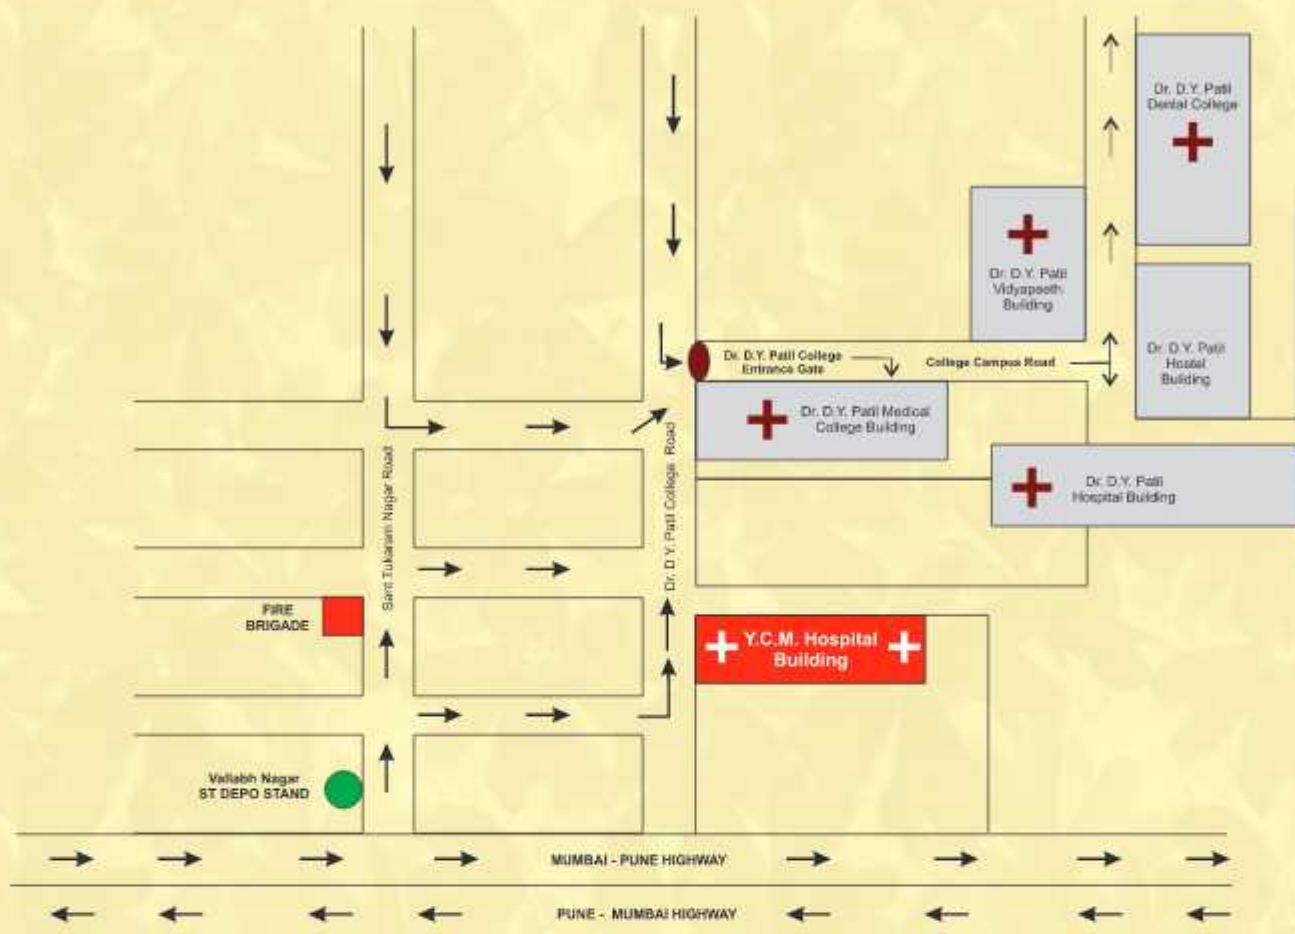 Dr. D.Y. Patil
Dental College
Dr. D.Y. Patil
Vidyapeeth
Building
Dr. D.Y. Patil College
Entrance Gate
College Campus Road
Dr. D.Y. Patil
Hostel
Building
Dr. D.Y. Patil Medical
College Building
Sant Tukaram Nagar Road
Dr. D.Y. Patil College Road
Dr. D.Y. Patil
Hospital Building
FIRE
BRIGADE
Y.C.M. Hospital
Building
Vallabh Nagar
ST DEPO STAND
MUMBAI - PUNE HIGHWAY
PUNE - MUMBAI HIGHWAY